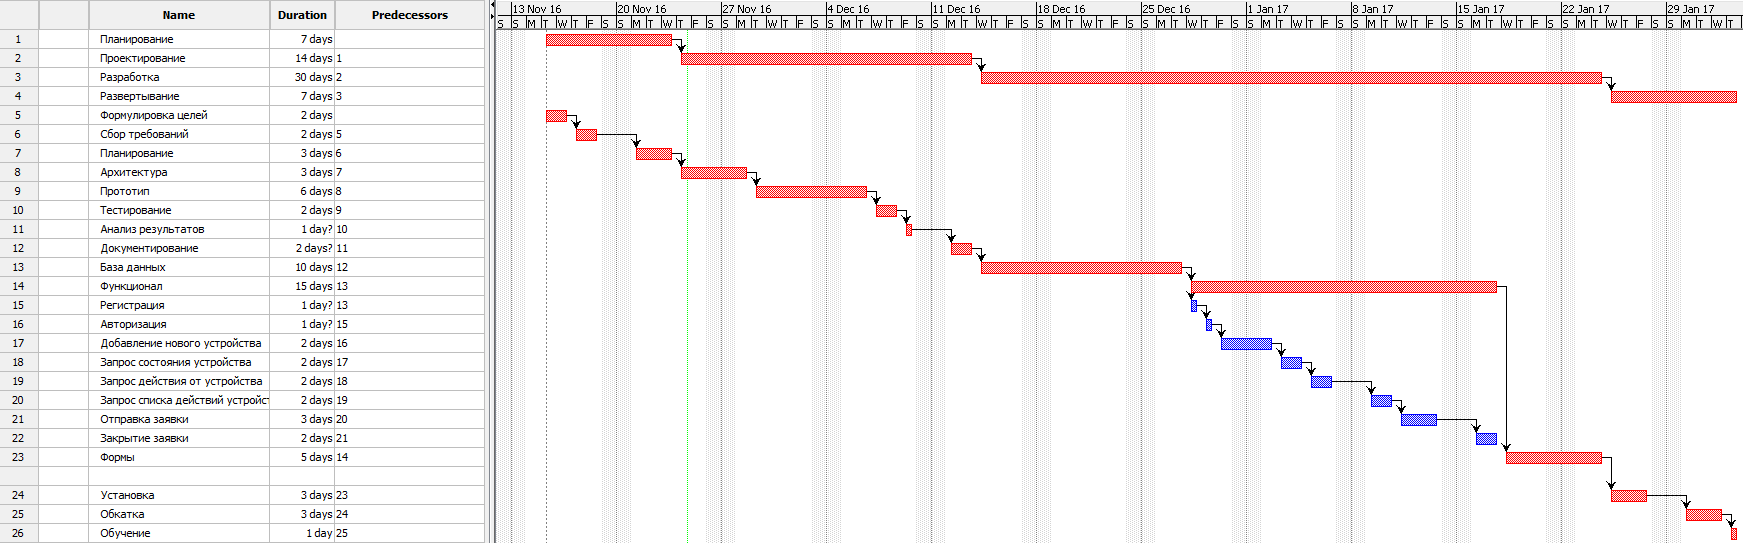 Name Duration Predecessors
13 Nov 16 20 Nov 16 27 Nov 16 4 Dec 16 11 Dec 16 18 Dec 16 25 Dec 16 1 Jan 17 8 Jan 17 15 Jan 17 22 Jan 17 29 Jan 17
S S M T W T F S S M T W T F S S M T W T F S S M T W T F S S M T W T F S S M T W T F S S M T W T F S S M T W T F S S M T W T F S S M T W T F S S M T W T F S S M T W T
1 Планирование 7 days
2 Проектирование 14 days 1
3 Разработка 30 days 2
4 Развертывание 7 days 3
5 Формулировка целей 2 days
6 Сбор требований 2 days 5
7 Планирование 3 days 6
8 Архитектура 3 days 7
9 Прототип 6 days 8
10 Тестирование 2 days 9
11 Анализ результатов 1 day? 10
12 Документирование 2 days? 11
13 База данных 10 days 12
14 Функционал 15 days 13
15 Регистрация 1 day? 13
16 Авторизация 1 day? 15
17 Добавление нового устройства 2 days 16
18 Запрос состояния устройства 2 days 17
19 Запрос действия от устройства 2 days 18
20 Запрос списка действий устройст 2 days 19
21 Отправка заявки 3 days 20
22 Закрытие заявки 2 days 21
23 Формы 5 days 14
24 Установка 3 days 23
25 Обкатка 3 days 24
26 Обучение 1 day 25